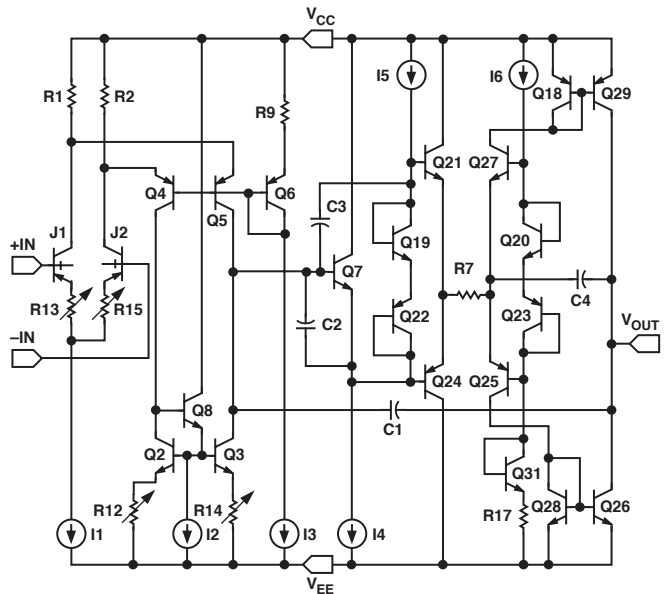 VCC
R1
R2
R9
I5
I6
Q18
Q29
Q21
Q27
Q4
Q5
Q6
C3
J1
J2
Q19
Q20
+IN
Q7
R7
C4
R13
R15
Q22
Q23
C2
VOUT
–IN
Q24
Q25
Q8
C1
Q2
Q3
Q31
R12
R14
R17
Q28
Q26
I1
I2
I3
I4
VEE